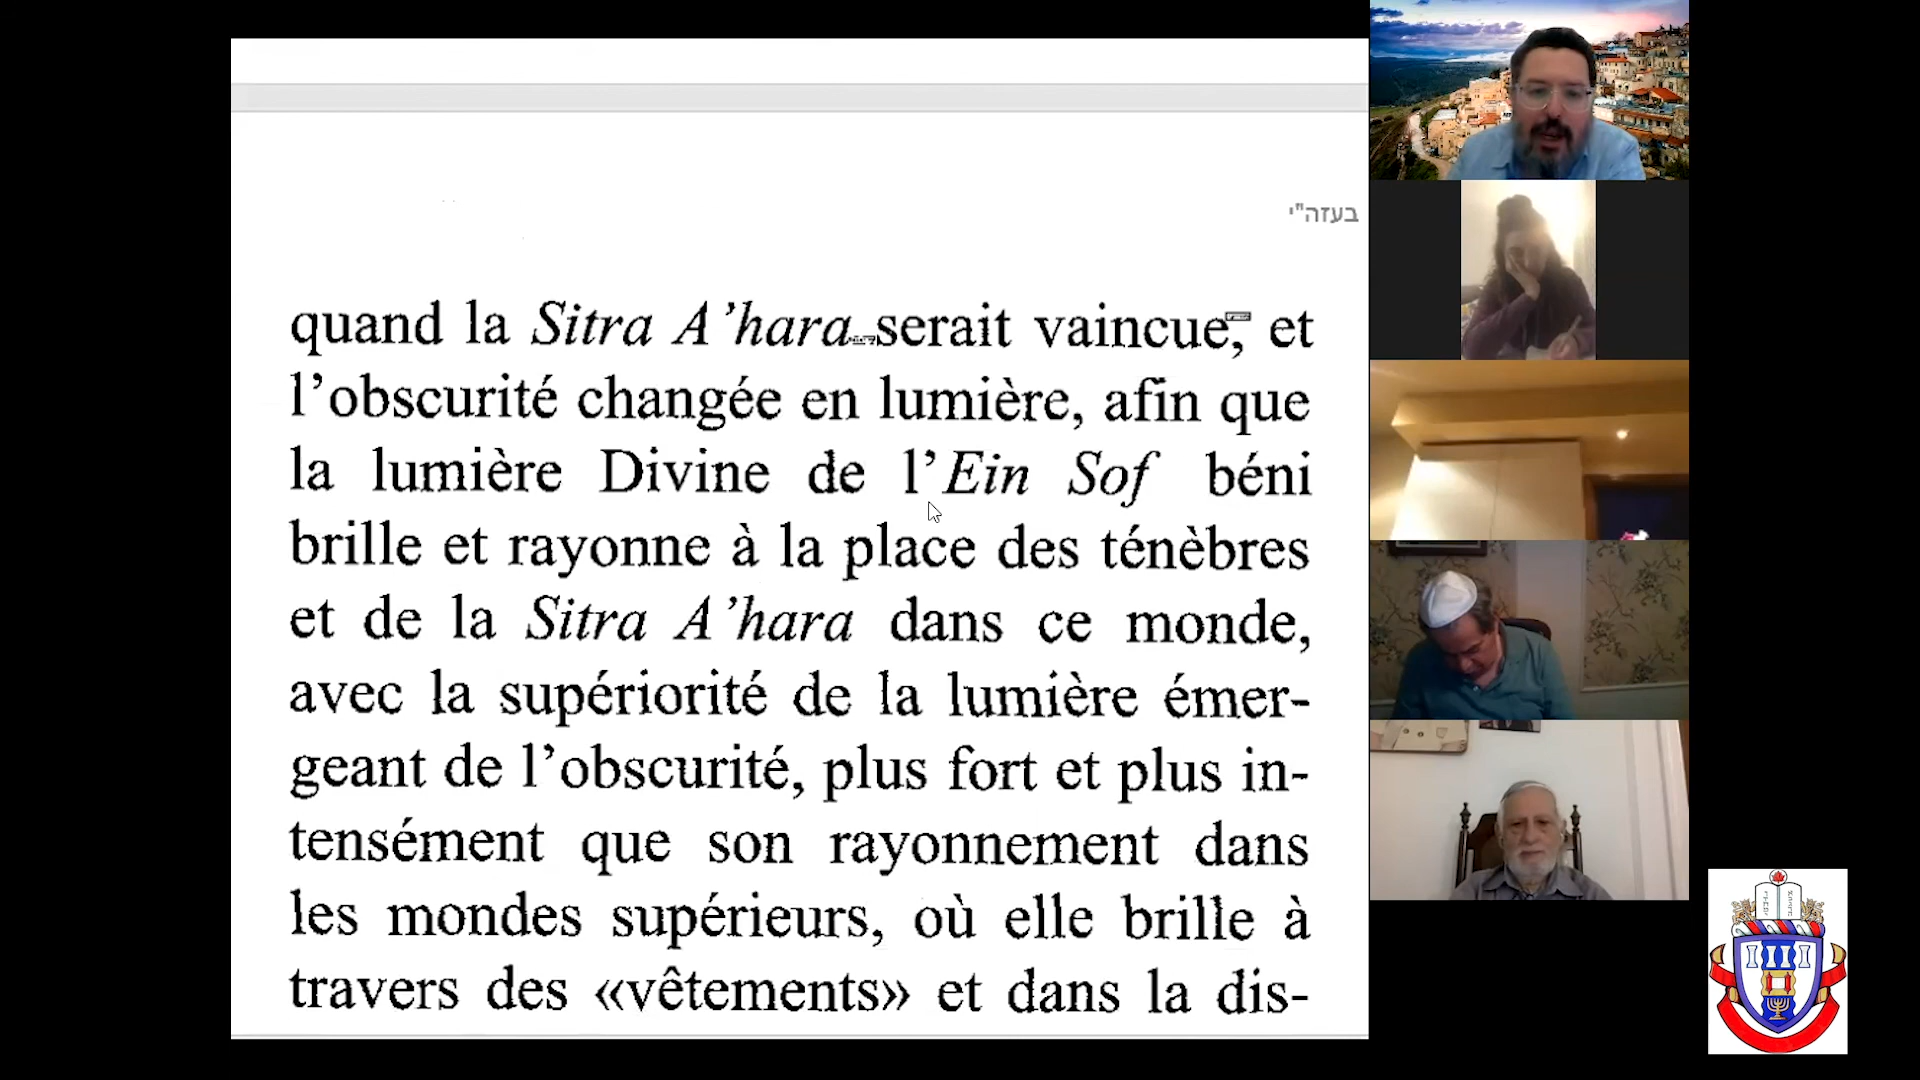 בעזה"י
quand la Sitra A’hara serait vaincue, et
l’obscurité changée en lumière, afin que
la lumière Divine de l’Ein Sof béni
brille et rayonne à la place des ténèbres
et de la Sitra A’hara dans ce monde,
avec la supériorité de la lumière émer-
geant de l’obscurité, plus fort et plus in-
tensément que son rayonnement dans
les mondes supérieurs, où elle brille à
travers des «vêtements» et dans la dis-